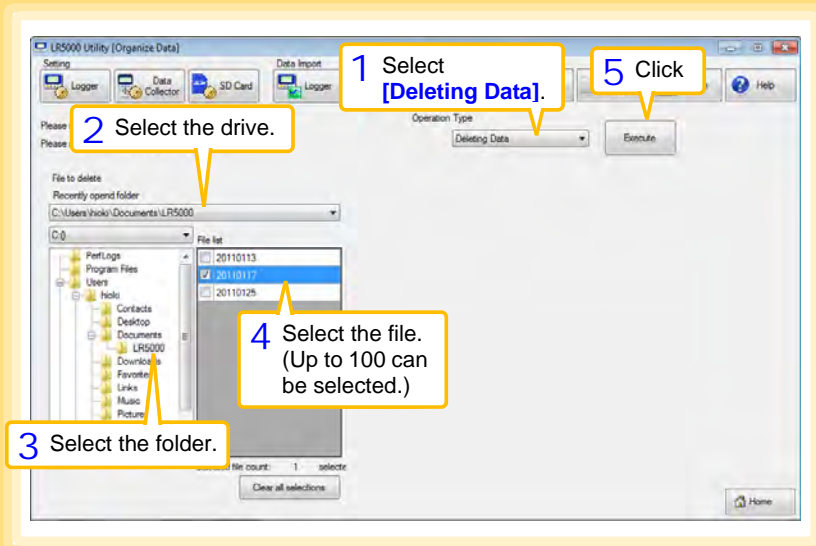 LR5000 Utility [Organize Data]
Setting
Data Import
Logger
Data
Collector
SD Card
Logger
Help
1 Select
[Deleting Data].
5 Click
Please
2 Select the drive.
Please
Operation Type
Deleting Data
Execute
File to delete
Recently opend folder
C:\Users\hioki\Documents\LR5000
C:()
File list
PerfLogs
Program Files
Users
hioki
Contacts
Desktop
Documents
LR5000
Downloads
Favorite
Links
Music
Picture
20110113
20110117
20110125
4 Select the file.
(Up to 100 can
be selected.)
3 Select the folder.
file count: 1 selecte
Clear all selections
Home